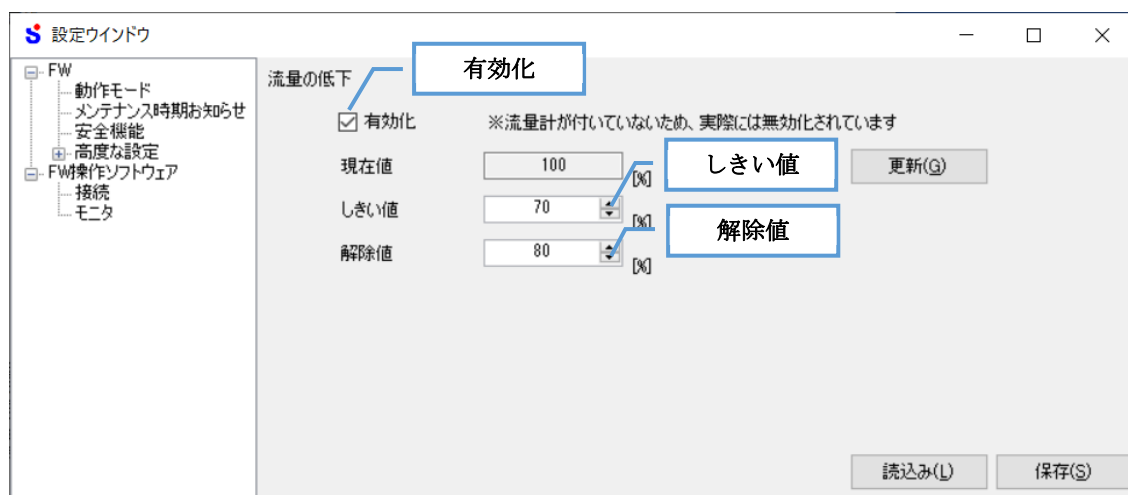 設定ウインドウ
FW
動作モード
メンテナンス時期お知らせ
安全機能
高度な設定
FW操作ソフトウェア
接続
モニタ
流量の低下
有効化
有効化
※流量計が付いていないため、実際には無効化されています
現在値
100
[%]
しきい値
更新(G)
しきい値
70
[%]
解除値
解除値
80
[%]
読込み(L)
保存(S)